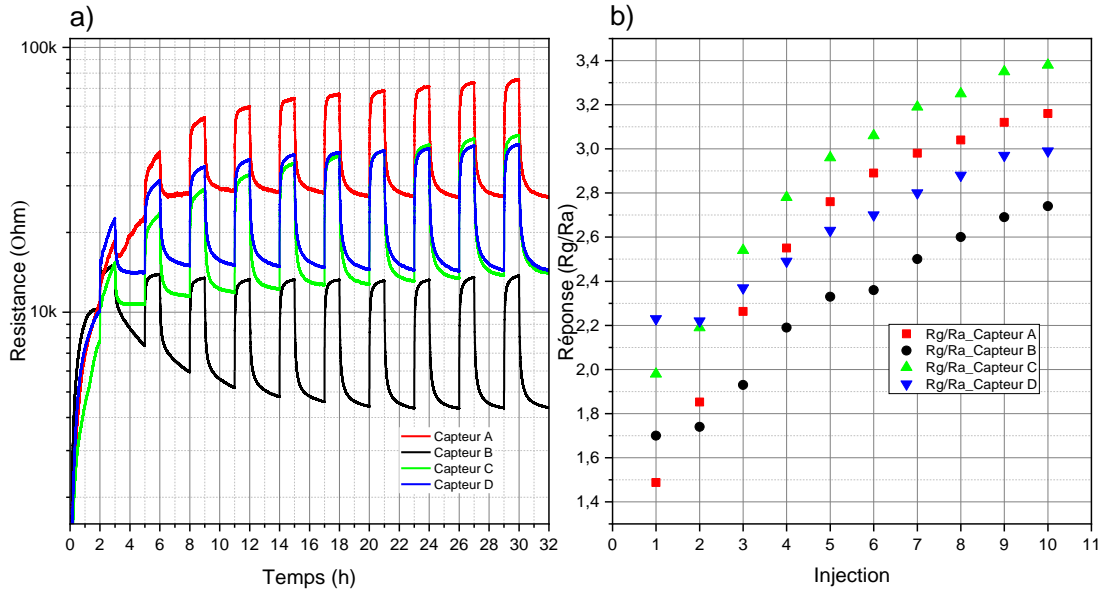 a)
100k
10k
Resistance (Ohm)
Capteur A
Capteur B
Capteur C
Capteur D
0 2 4 6 8 10 12 14 16 18 20 22 24 26 28 30 32
Temps (h)
b)
3,4
3,2
3,0
2,8
2,6
2,4
2,2
2,0
1,8
1,6
1,4
Réponse (Rg/Ra)
Rg/Ra_Capteur A
Rg/Ra_Capteur B
Rg/Ra_Capteur C
Rg/Ra_Capteur D
0 1 2 3 4 5 6 7 8 9 10 11
Injection